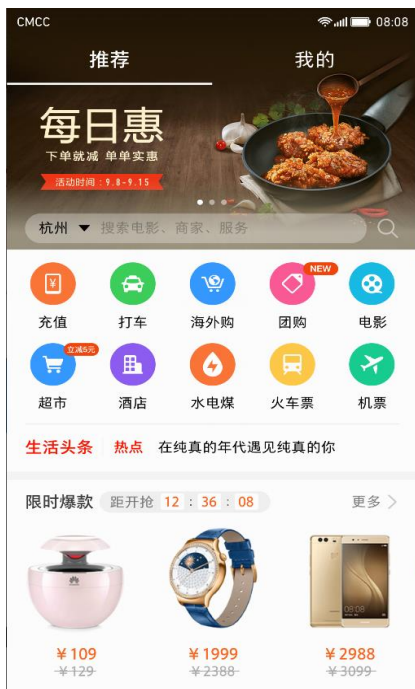 CMCC 08:08
推荐 我的
每日惠
下单就减 单单实惠
活动时间：9.8-9.15
杭州 搜索电影、商家、服务
NEW
充值 打车 海外购 团购 电影
立减5元
超市 酒店 水电煤 火车票 机票
生活头条 热点 在纯真的年代遇见纯真的你
限时爆款 距开抢 12 : 36 : 08 更多
08:08
HUAWEI
¥109 ¥1999 ¥2988
¥129 ¥2388 ¥3099